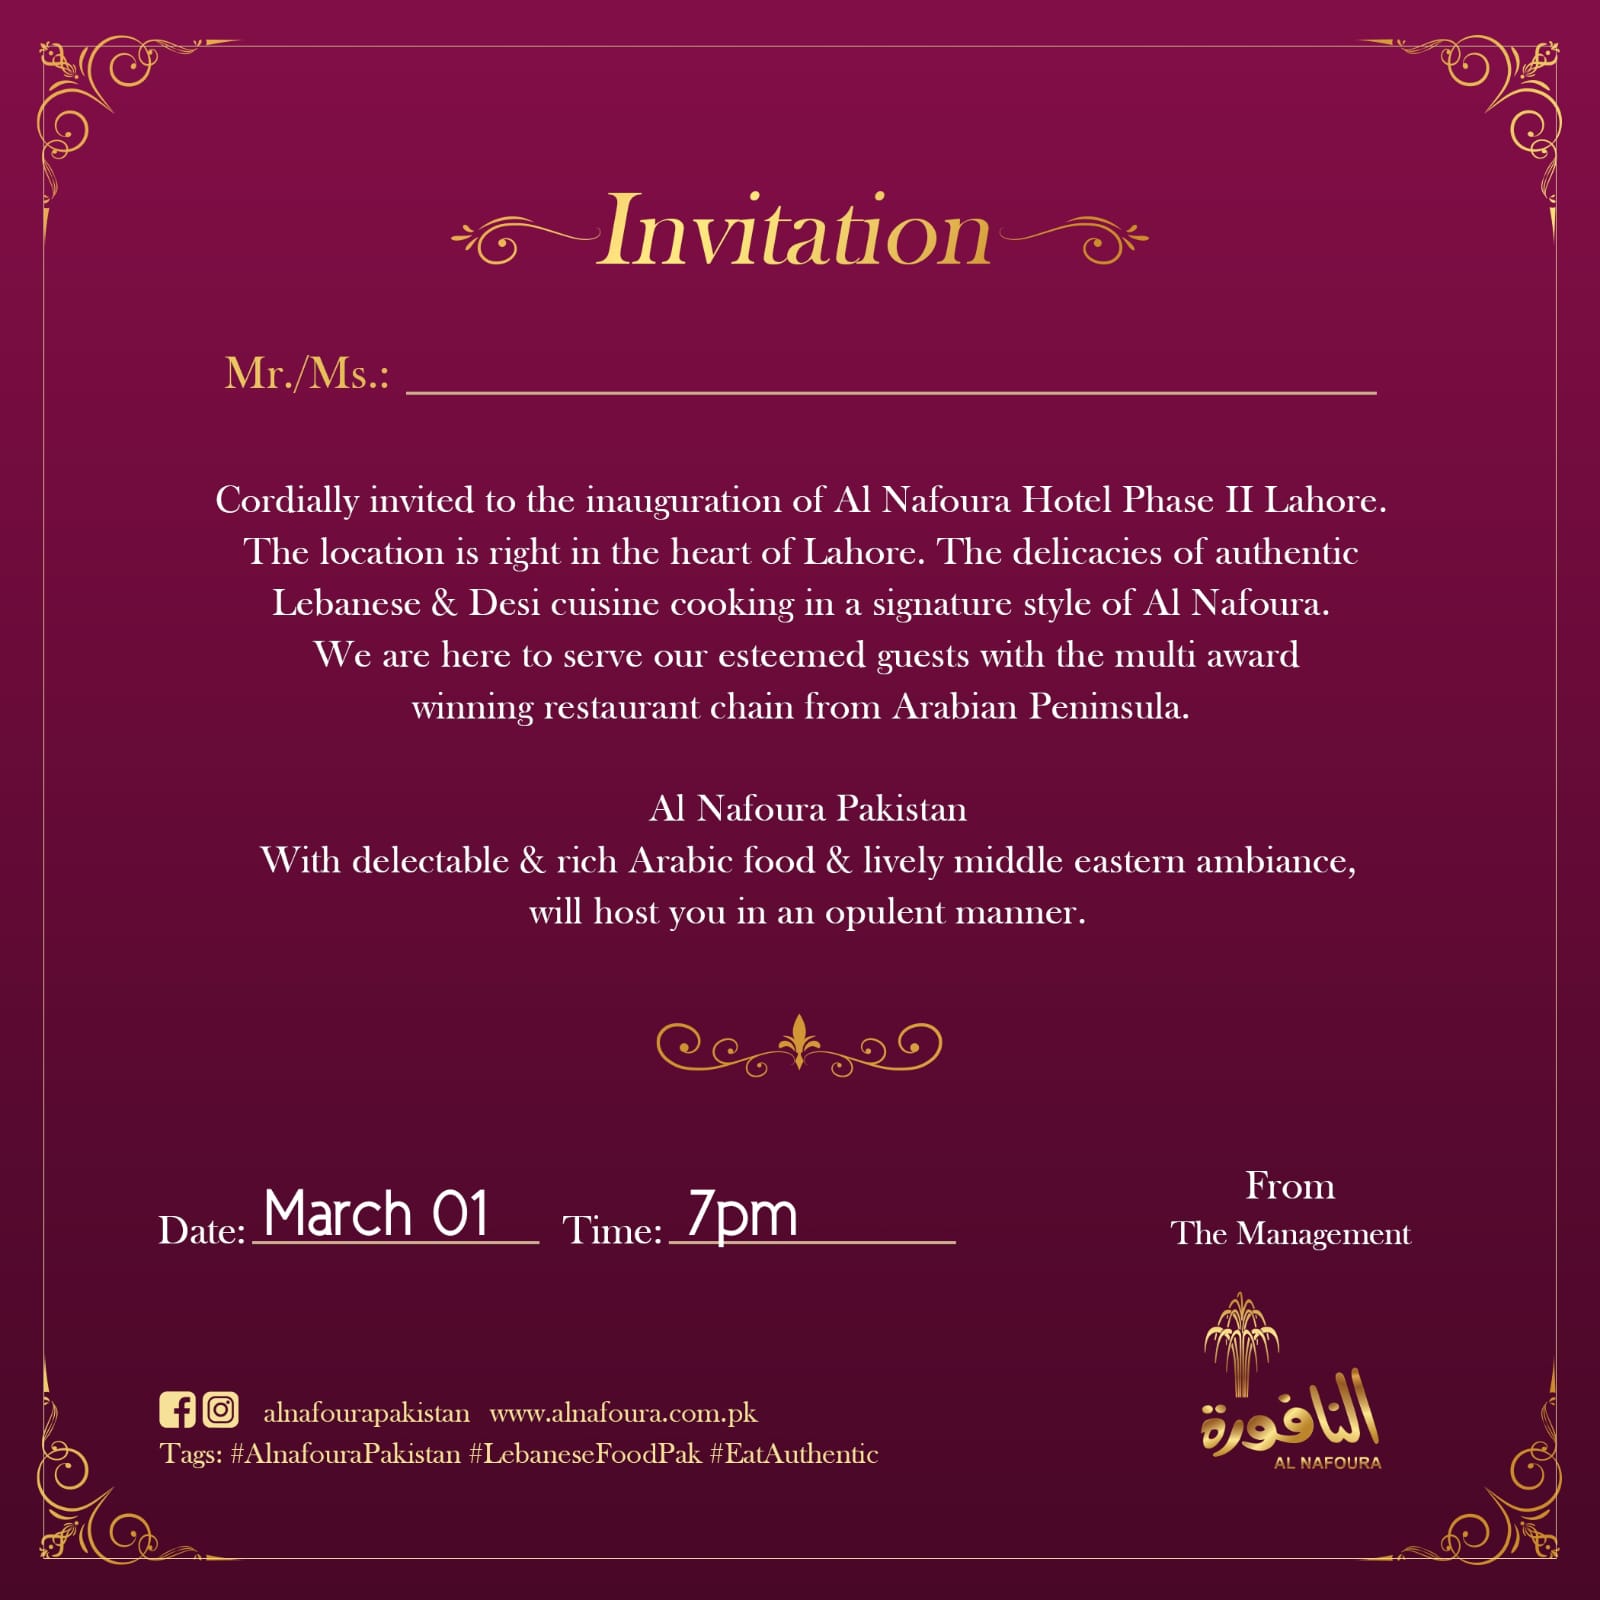 Invitation
Mr./Ms.:
Cordially invited to the inauguration of Al Nafoura Hotel Phase II Lahore.
The location is right in the heart of Lahore. The delicacies of authentic
Lebanese & Desi cuisine cooking in a signature style of Al Nafoura.
We are here to serve our esteemed guests with the multi award
winning restaurant chain from Arabian Peninsula.
Al Nafoura Pakistan
With delectable & rich Arabic food & lively middle eastern ambiance,
will host you in an opulent manner.
Date: March 01 Time: 7pm
From
The Management
alnafourapakistan www.alnafoura.com.pk
Tags: #AlnafouraPakistan #LebaneseFoodPak #EatAuthentic
النافورة
AL NAFOURA